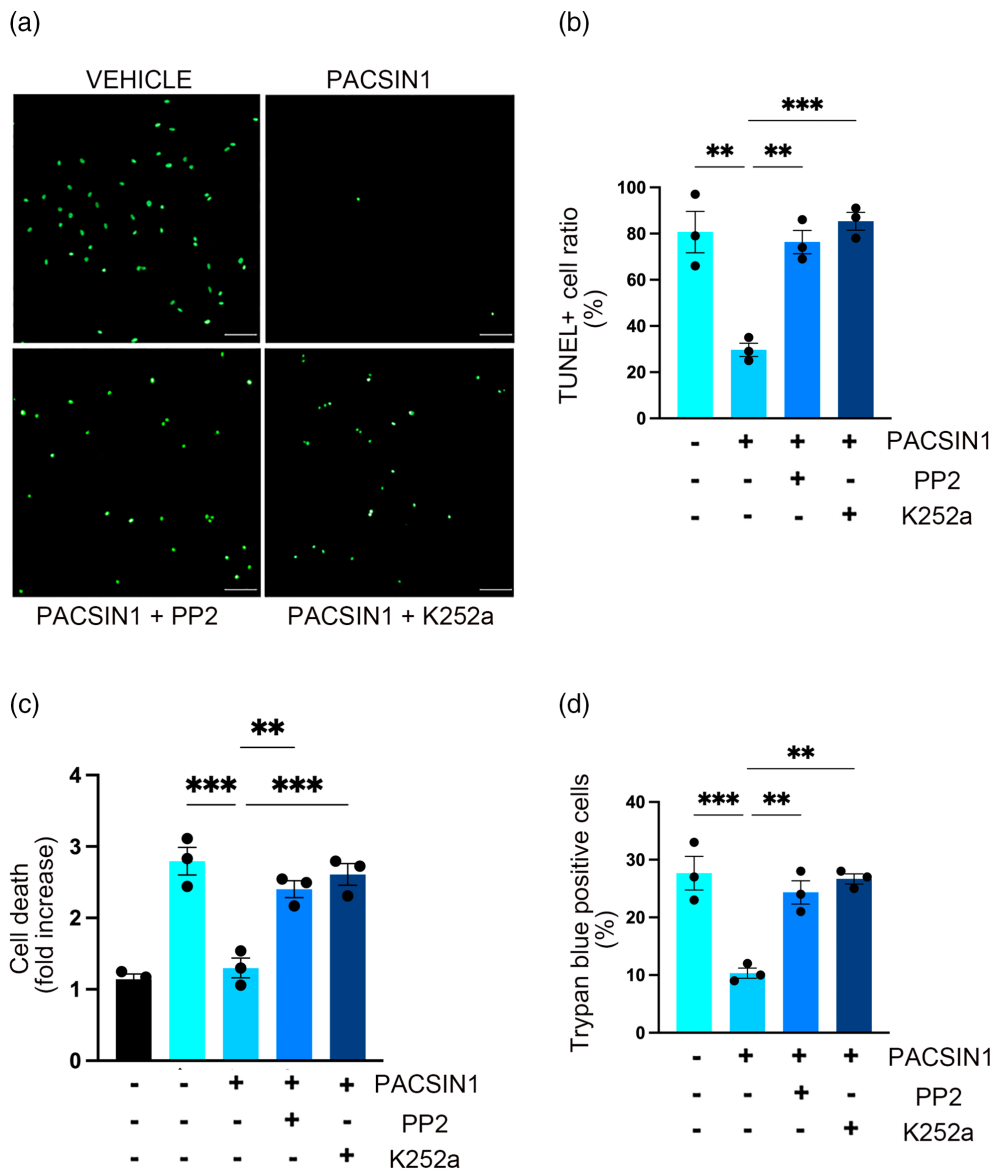 (a)
VEHICLE PACSIN1
PACSIN1 + PP2 PACSIN1 + K252a
(b)
*** 
** **
TUNEL+ cell ratio
(%)
100
80
60
40
20
0
- + + + PACSIN1
- - + - PP2
- - - + K252a
(c)
**
*** ***
Cell death
(fold increase)
4
3
2
1
0
- - + + + PACSIN1
- - - + - PP2
- - - - + K252a
(d)
**
*** **
Trypan blue positive cells
(%)
40
30
20
10
0
- + + + PACSIN1
- - + - PP2
- - - + K252a